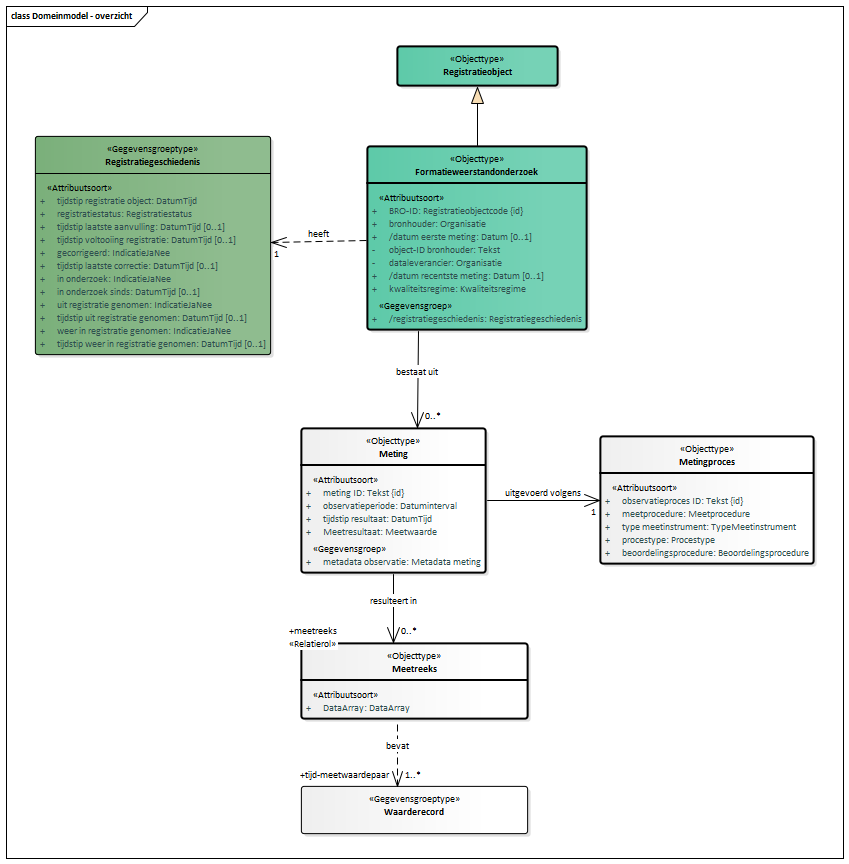 class Domeinmodel - overzicht
«Objecttype»
Registratieobject
«Gegevensgroeptype»
Registratiegeschiedenis
«Attribuutsoort»
+ tijdstip registratie object: DatumTijd
+ registratiestatus: Registratiestatus
+ tijdstip laatste aanvulling: DatumTijd [0..1]
+ tijdstip voltooiing registratie: DatumTijd [0..1]
+ gecorrigeerd: IndicatieJaNee
+ tijdstip laatste correctie: DatumTijd [0..1]
+ in onderzoek: IndicatieJaNee
+ in onderzoek sinds: DatumTijd [0..1]
+ uit registratie genomen: IndicatieJaNee
+ tijdstip uit registratie genomen: DatumTijd [0..1]
+ weer in registratie genomen: IndicatieJaNee
+ tijdstip weer in registratie genomen: DatumTijd [0..1]
heeft
1
«Objecttype»
Formatieweerstandonderzoek
«Attribuutsoort»
+ BRO-ID: Registratieobjectcode {id}
+ bronhouder: Organisatie
+ /datum eerste meting: Datum [0..1]
- object-ID bronhouder: Tekst
- dataleverancier: Organisatie
+ /datum recentste meting: Datum [0..1]
+ kwaliteitsregime: Kwaliteitsregime
«Gegevensgroep»
+ /registratiegeschiedenis: Registratiegeschiedenis
bestaat uit
0..*
«Objecttype»
Meting
«Attribuutsoort»
+ meting ID: Tekst {id}
+ observatieperiode: Datuminterval
+ tijdstip resultaat: DatumTijd
+ Meetresultaat: Meetwaarde
«Gegevensgroep»
+ metadata observatie: Metadata meting
uitgevoerd volgens
1
«Objecttype»
Metingproces
«Attribuutsoort»
+ observatieproces ID: Tekst {id}
+ meetprocedure: Meetprocedure
+ type meetinstrument: TypeMeetinstrument
+ procestype: Procestype
+ beoordelingsprocedure: Beoordelingsprocedure
resulteert in
+meetreeks
0..*
«Relatierol»
«Objecttype»
Meetreeks
«Attribuutsoort»
+ DataArray: DataArray
bevat
+tijd-meetwaardepaar 1..*
«Gegevensgroeptype»
Waarderecord